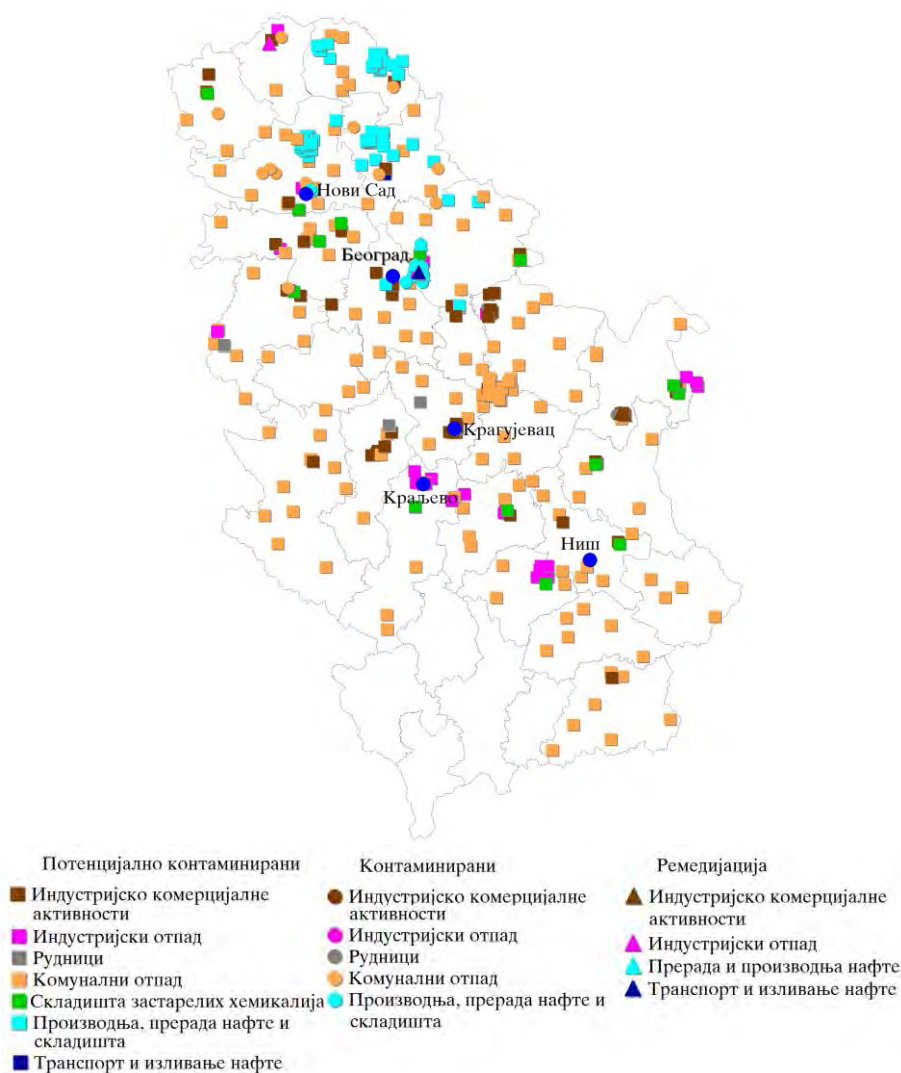 Нови Сад
Београд
Крагујевац
Краљево
Ниш
Потенцијално контаминирани
Индустријско комерцијалне
активности
Индустријски отпад
Рудници
Комунални отпад
Складишта застарелих хемикалија
Производња, прерада нафте и
складишта
Транспорт и изливање нафте
Контаминирани
Индустријско комерцијалне
активности
Индустријски отпад
Рудници
Комунални отпад
Производња, прерада нафте и
складишта
Ремедијација
Индустријско комерцијалне
активности
Индустријски отпад
Прерада и производња нафте
Транспорт и изливање нафте